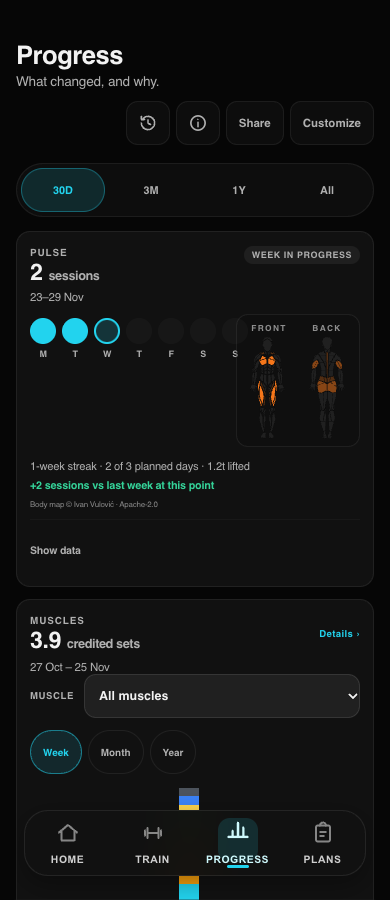 Progress
What changed, and why.
Share
Customize
30D
3M
1Y
All
PULSE
WEEK IN PROGRESS
2 sessions
23–29 Nov
M
T
W
T
F
S
S
FRONT
BACK
1-week streak · 2 of 3 planned days · 1.2t lifted
+2 sessions vs last week at this point
Body map © Ivan Vulović · Apache-2.0
Show data
MUSCLES
3.9 credited sets
Details ›
27 Oct – 25 Nov
MUSCLE
All muscles
Week
Month
Year
HOME
TRAIN
PROGRESS
PLANS